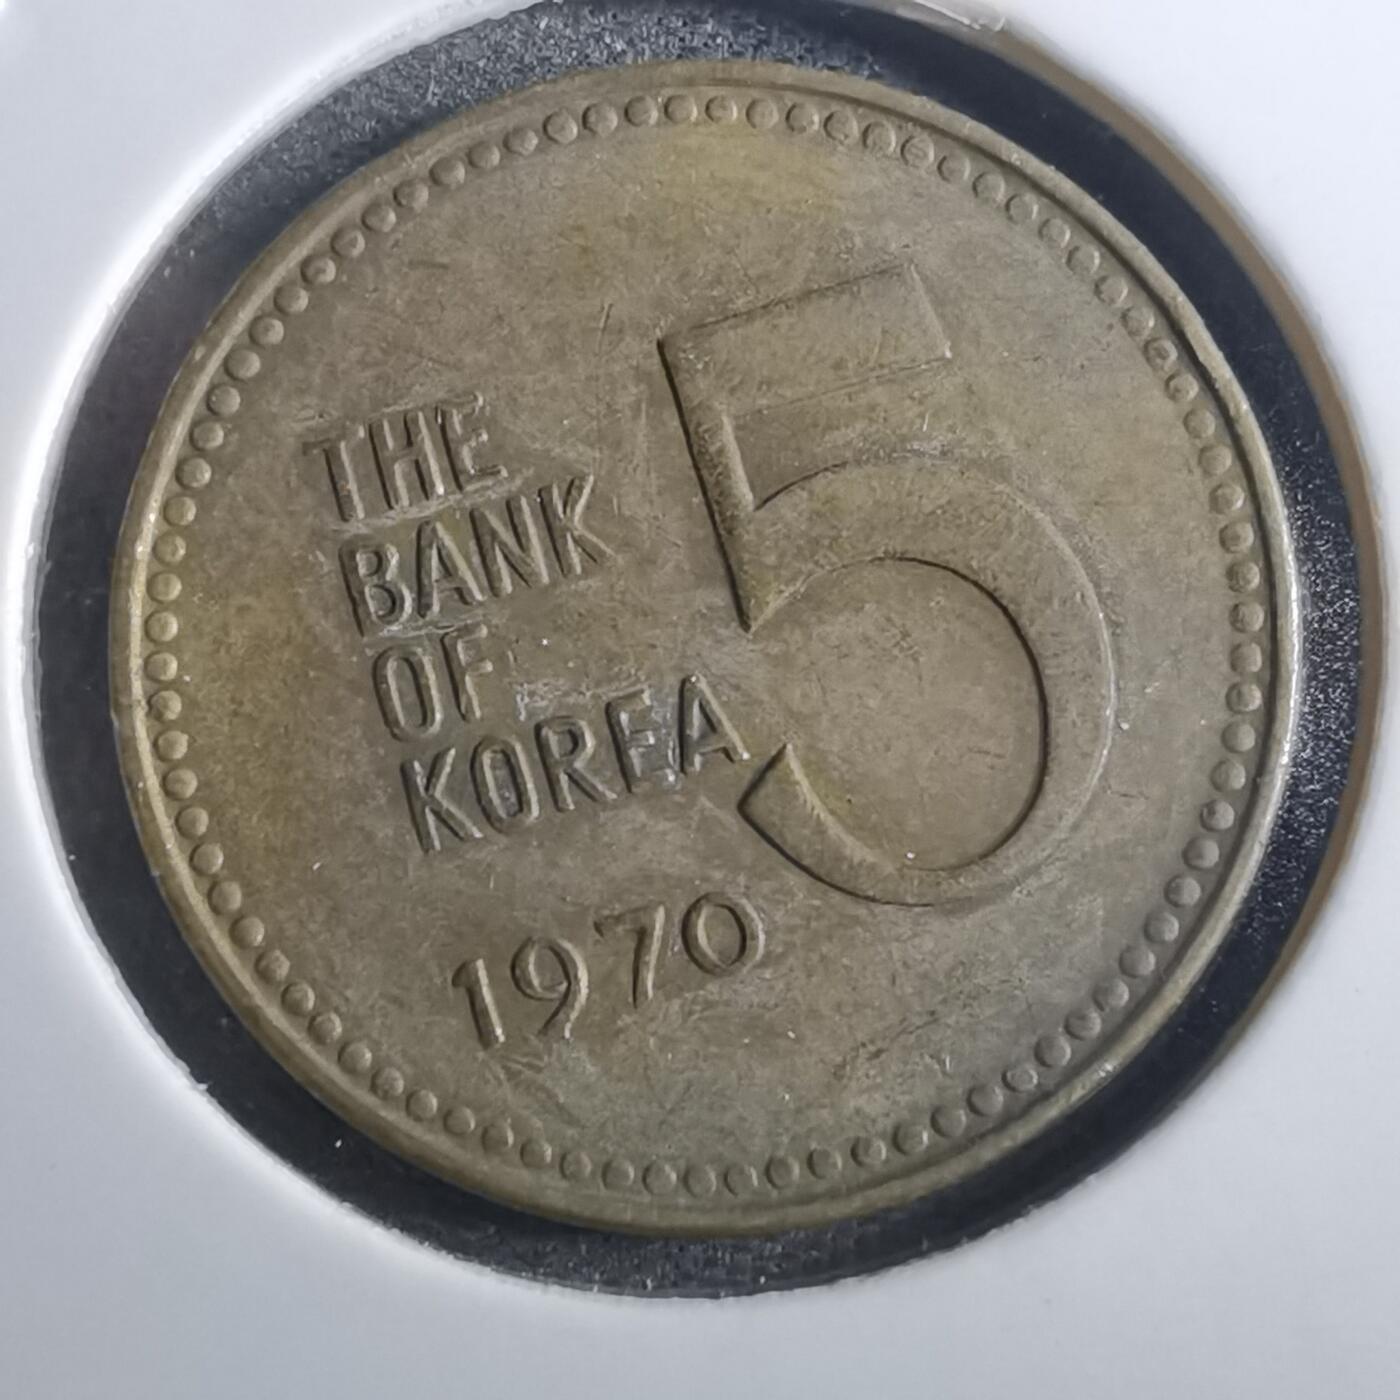 THE
BANK
OF
KOREA
5
1970